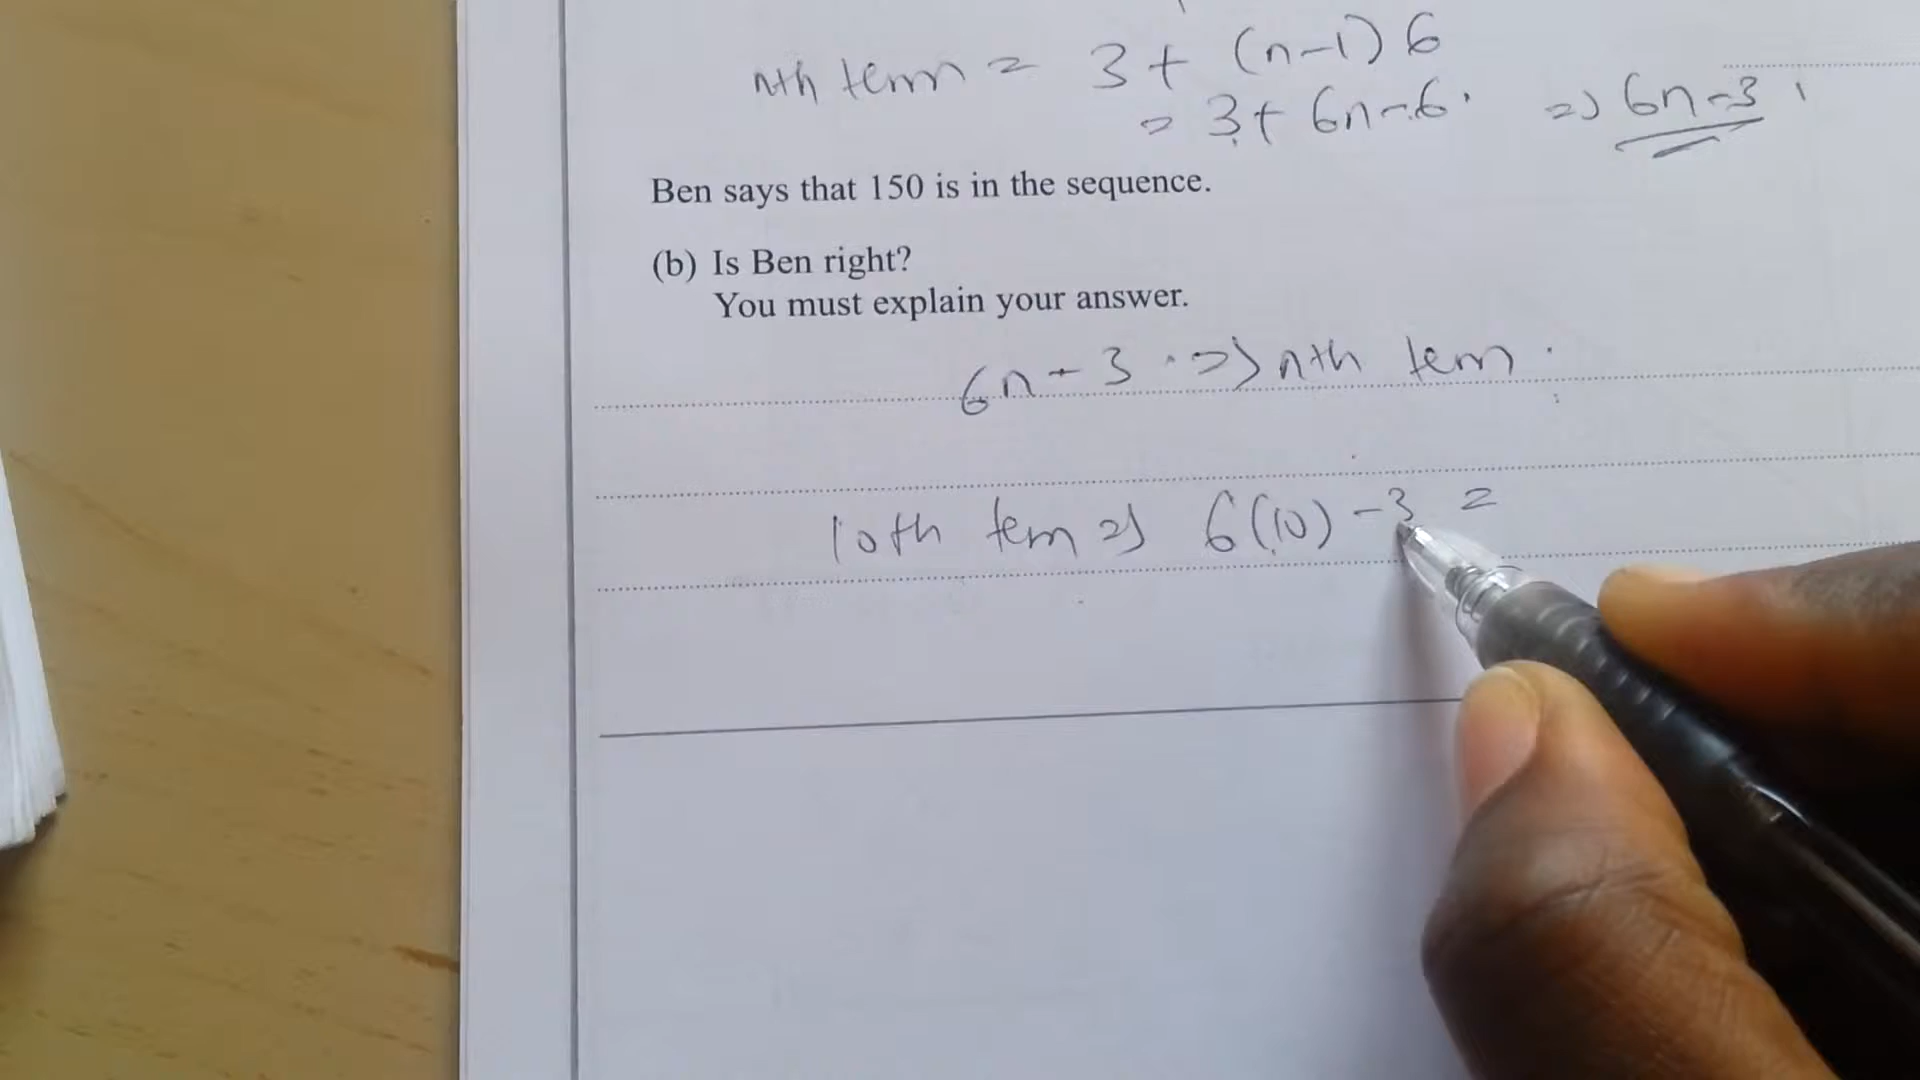 nth term = 3 + (n-1) 6
= 3 + 6n - 6. => 6n-3
Ben says that 150 is in the sequence.
(b) Is Ben right?
You must explain your answer.
6n - 3 . => nth term .
10th term => 6(10) - 3 =